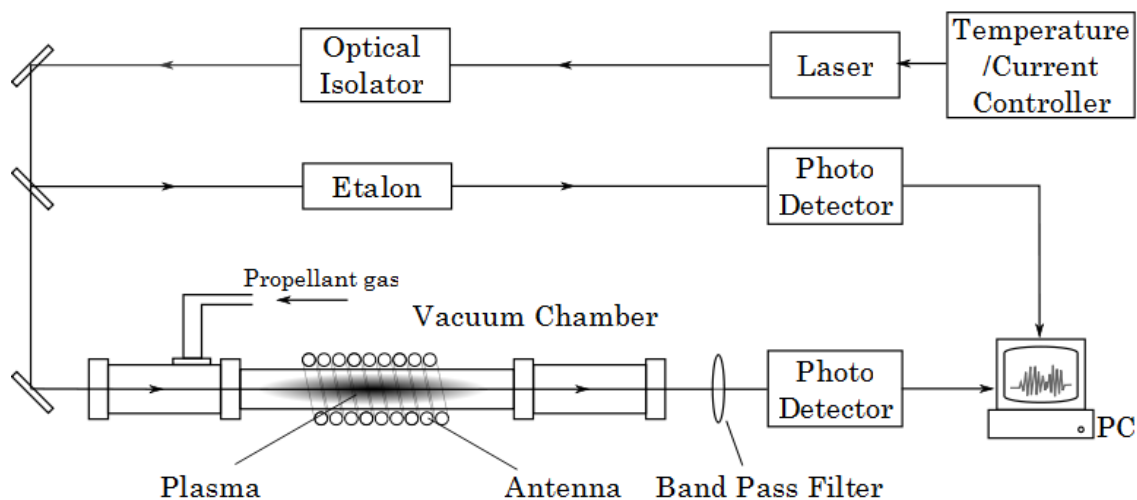 Optical
Isolator
Laser
Temperature
/Current
Controller
Etalon
Photo
Detector
Propellant gas
Vacuum Chamber
Photo
Detector
PC
Plasma
Antenna
Band Pass Filter